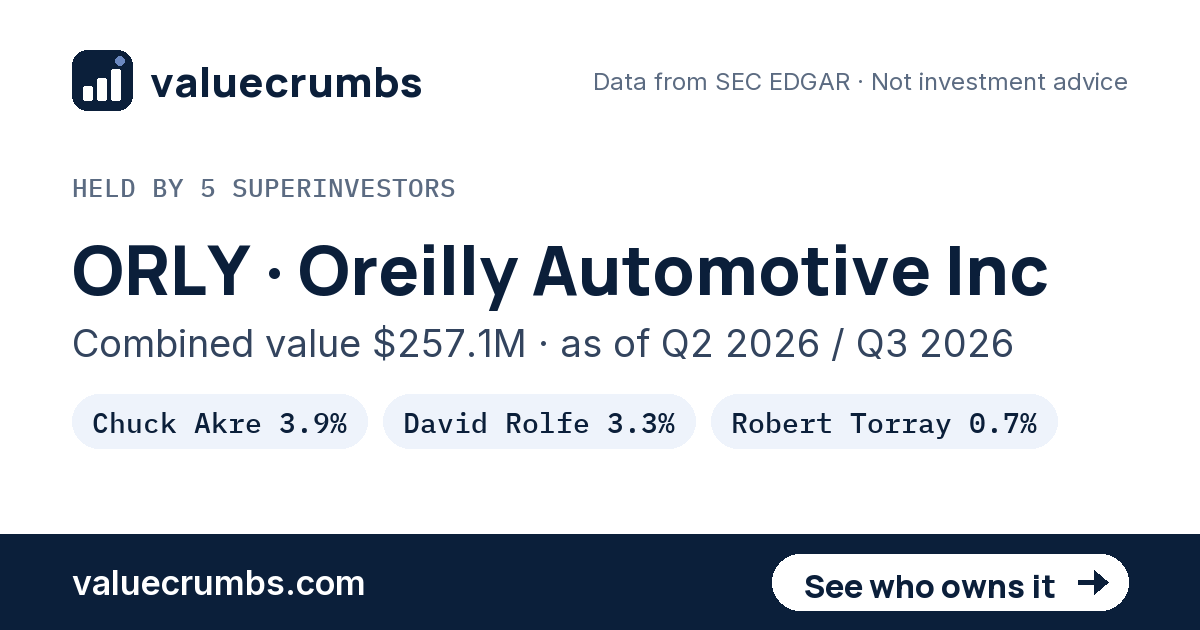 valuecrumbs
Data from SEC EDGAR · Not investment advice
HELD BY 5 SUPERINVESTORS
ORLY · Oreilly Automotive Inc
Combined value $257.1M · as of Q2 2026 / Q3 2026
Chuck Akre 3.9%
David Rolfe 3.3%
Robert Torray 0.7%
valuecrumbs.com
See who owns it →